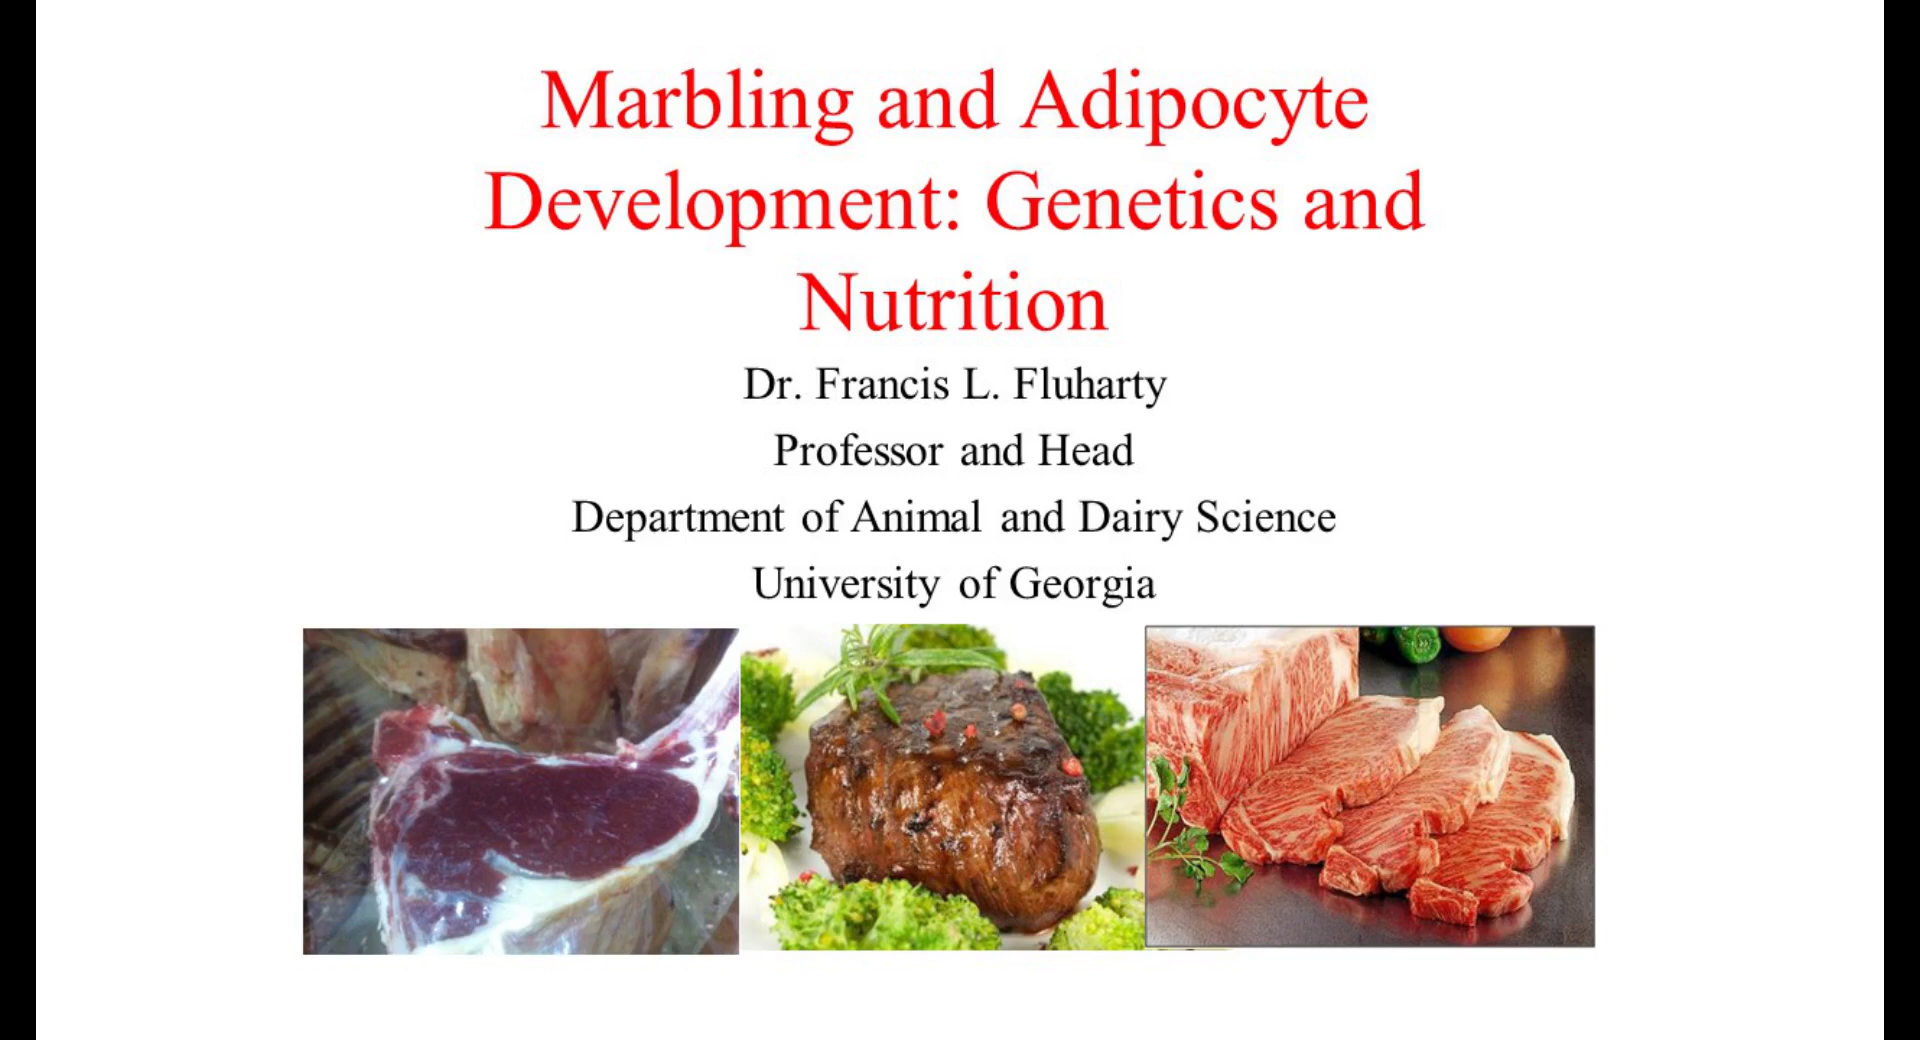 Marbling and Adipocyte
Development: Genetics and
Nutrition
Dr. Francis L. Fluharty
Professor and Head
Department of Animal and Dairy Science
University of Georgia